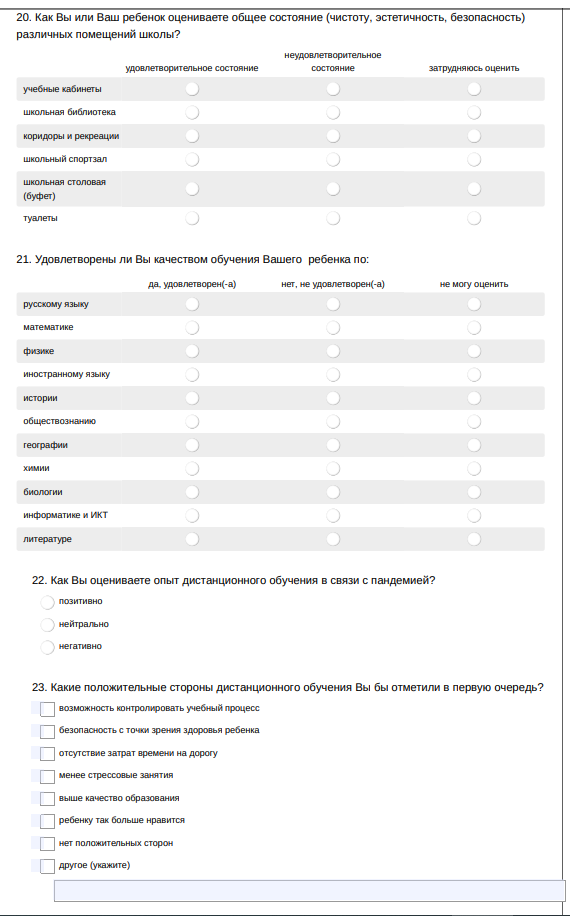 20. Как Вы или Ваш ребенок оцениваете общее состояние (чистоту, эстетичность, безопасность)
различных помещений школы?
неудовлетворительное
удовлетворительное состояние состояние затрудняюсь оценить
учебные кабинеты
школьная библиотека
коридоры и рекреации
школьный спортзал
школьная столовая
(буфет)
туалеты
21. Удовлетворены ли Вы качеством обучения Вашего ребенка по:
да, удовлетворен(-а) нет, не удовлетворен(-а) не могу оценить
русскому языку
математике
физике
иностранному языку
истории
обществознанию
географии
химии
биологии
информатике и ИКТ
литературе
22. Как Вы оцениваете опыт дистанционного обучения в связи с пандемией?
позитивно
нейтрально
негативно
23. Какие положительные стороны дистанционного обучения Вы бы отметили в первую очередь?
возможность контролировать учебный процесс
безопасность с точки зрения здоровья ребенка
отсутствие затрат времени на дорогу
менее стрессовые занятия
выше качество образования
ребенку так больше нравится
нет положительных сторон
другое (укажите)